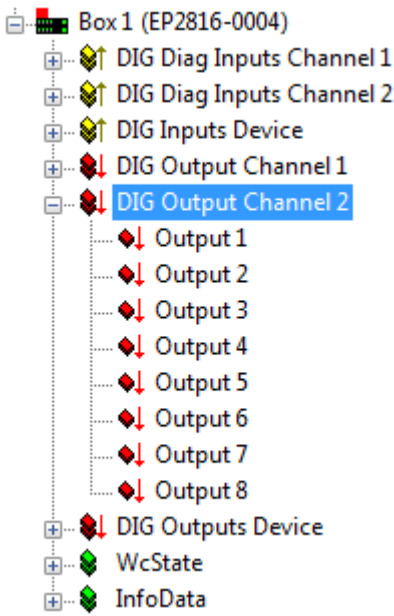 Box 1 (EP2816-0004)
DIG Diag Inputs Channel 1
DIG Diag Inputs Channel 2
DIG Inputs Device
DIG Output Channel 1
DIG Output Channel 2
Output 1
Output 2
Output 3
Output 4
Output 5
Output 6
Output 7
Output 8
DIG Outputs Device
WcState
InfoData